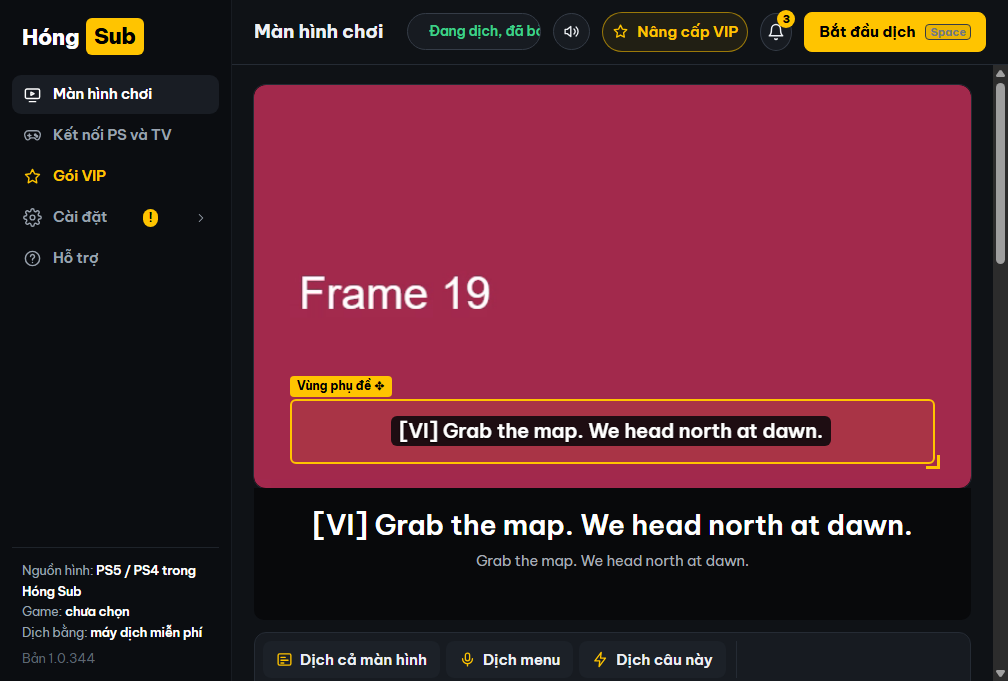 Hóng Sub
Màn hình chơi
Kết nối PS và TV
Gói VIP
Cài đặt !
Hỗ trợ
Nguồn hình: PS5 / PS4 trong
Hóng Sub
Game: chưa chọn
Dịch bằng: máy dịch miễn phí
Bản 1.0.344
Màn hình chơi
Đang dịch, đã
Nâng cấp VIP
3
Bắt đầu dịch Space
Frame 19
Vùng phụ đề
[VI] Grab the map. We head north at dawn.
[VI] Grab the map. We head north at dawn.
Grab the map. We head north at dawn.
Dịch cả màn hình
Dịch menu
Dịch câu này